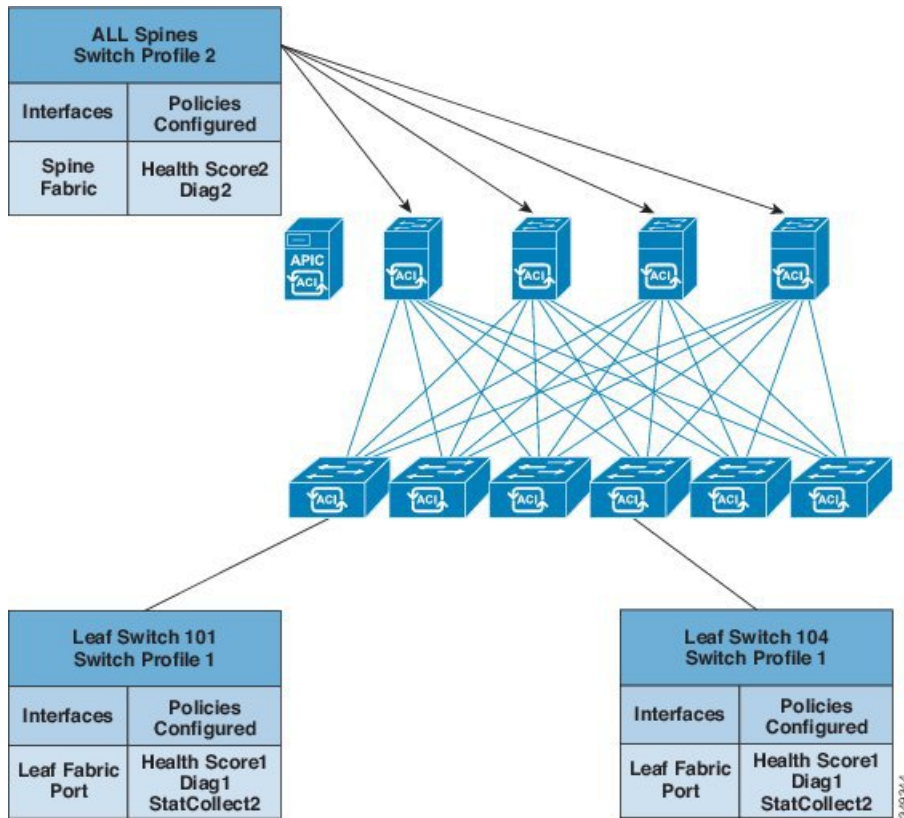 ALL Spines
Switch Profile 2
Interfaces
Policies
Configured
Spine
Fabric
Health Score2
Diag2
APIC
ACI
ACI
ACI
ACI
ACI
ACI
ACI
ACI
ACI
ACI
ACI
Leaf Switch 101
Switch Profile 1
Interfaces
Policies
Configured
Leaf Fabric
Port
Health Score1
Diag1
StatCollect2
Leaf Switch 104
Switch Profile 1
Interfaces
Policies
Configured
Leaf Fabric
Port
Health Score1
Diag1
StatCollect2
349344